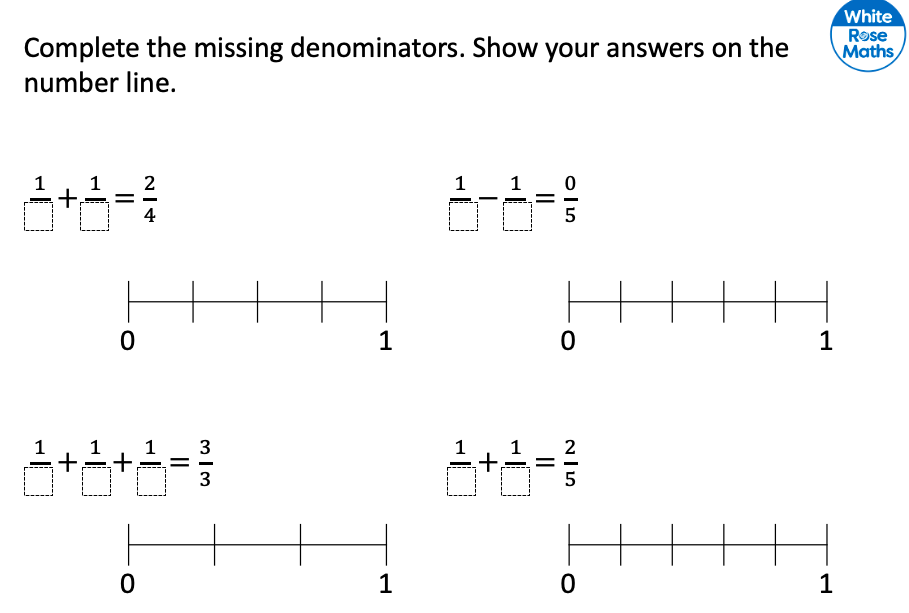 White
Rose
Maths
Complete the missing denominators. Show your answers on the
number line.
1/□ + 1/□ = 2/4
1/□ − 1/□ = 0/5
0 1
0 1
1/□ + 1/□ + 1/□ = 3/3
1/□ + 1/□ = 2/5
0 1
0 1